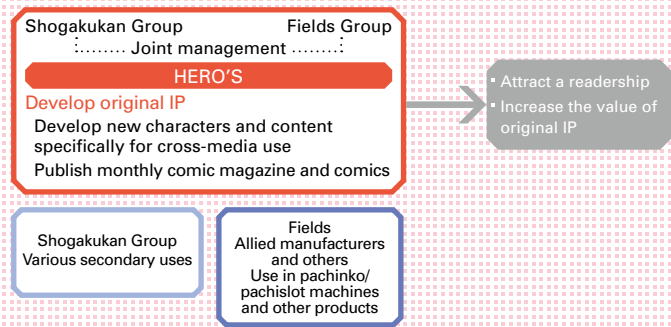 Shogakukan Group Fields Group
Joint management
HERO'S
Develop original IP
Develop new characters and content
specifically for cross-media use
Publish monthly comic magazine and comics
▪ Attract a readership
▪ Increase the value of
original IP
Shogakukan Group
Various secondary uses
Fields
Allied manufacturers
and others
Use in pachinko/
pachislot machines
and other products